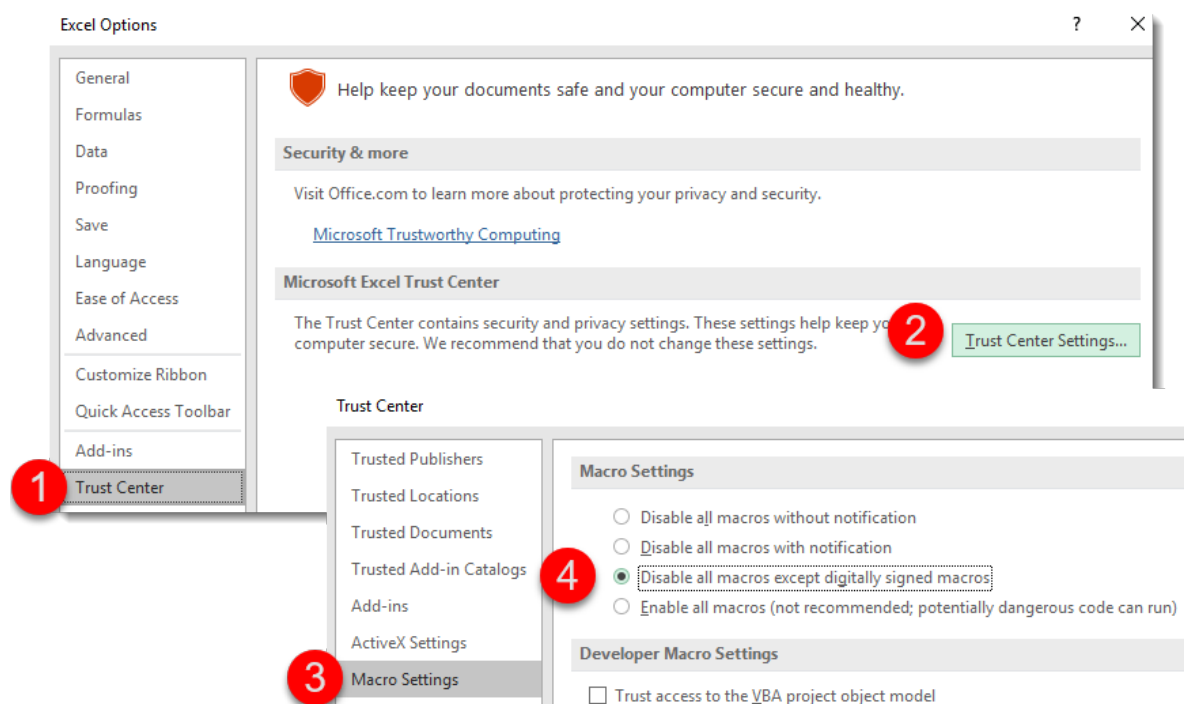 Excel Options
?
General
Formulas
Data
Proofing
Save
Language
Ease of Access
Advanced
Customize Ribbon
Quick Access Toolbar
Add-ins
1
Trust Center
Help keep your documents safe and your computer secure and healthy.
Security & more
Visit Office.com to learn more about protecting your privacy and security.
Microsoft Trustworthy Computing
Microsoft Excel Trust Center
The Trust Center contains security and privacy settings. These settings help keep
computer secure. We recommend that you do not change these settings.
2
Trust Center Settings...
Trust Center
Trusted Publishers
Trusted Locations
Trusted Documents
Trusted Add-in Catalogs
Add-ins
ActiveX Settings
3
Macro Settings
Macro Settings
Disable all macros without notification
Disable all macros with notification
4
Disable all macros except digitally signed macros
Enable all macros (not recommended; potentially dangerous code can run)
Developer Macro Settings
Trust access to the VBA project object model